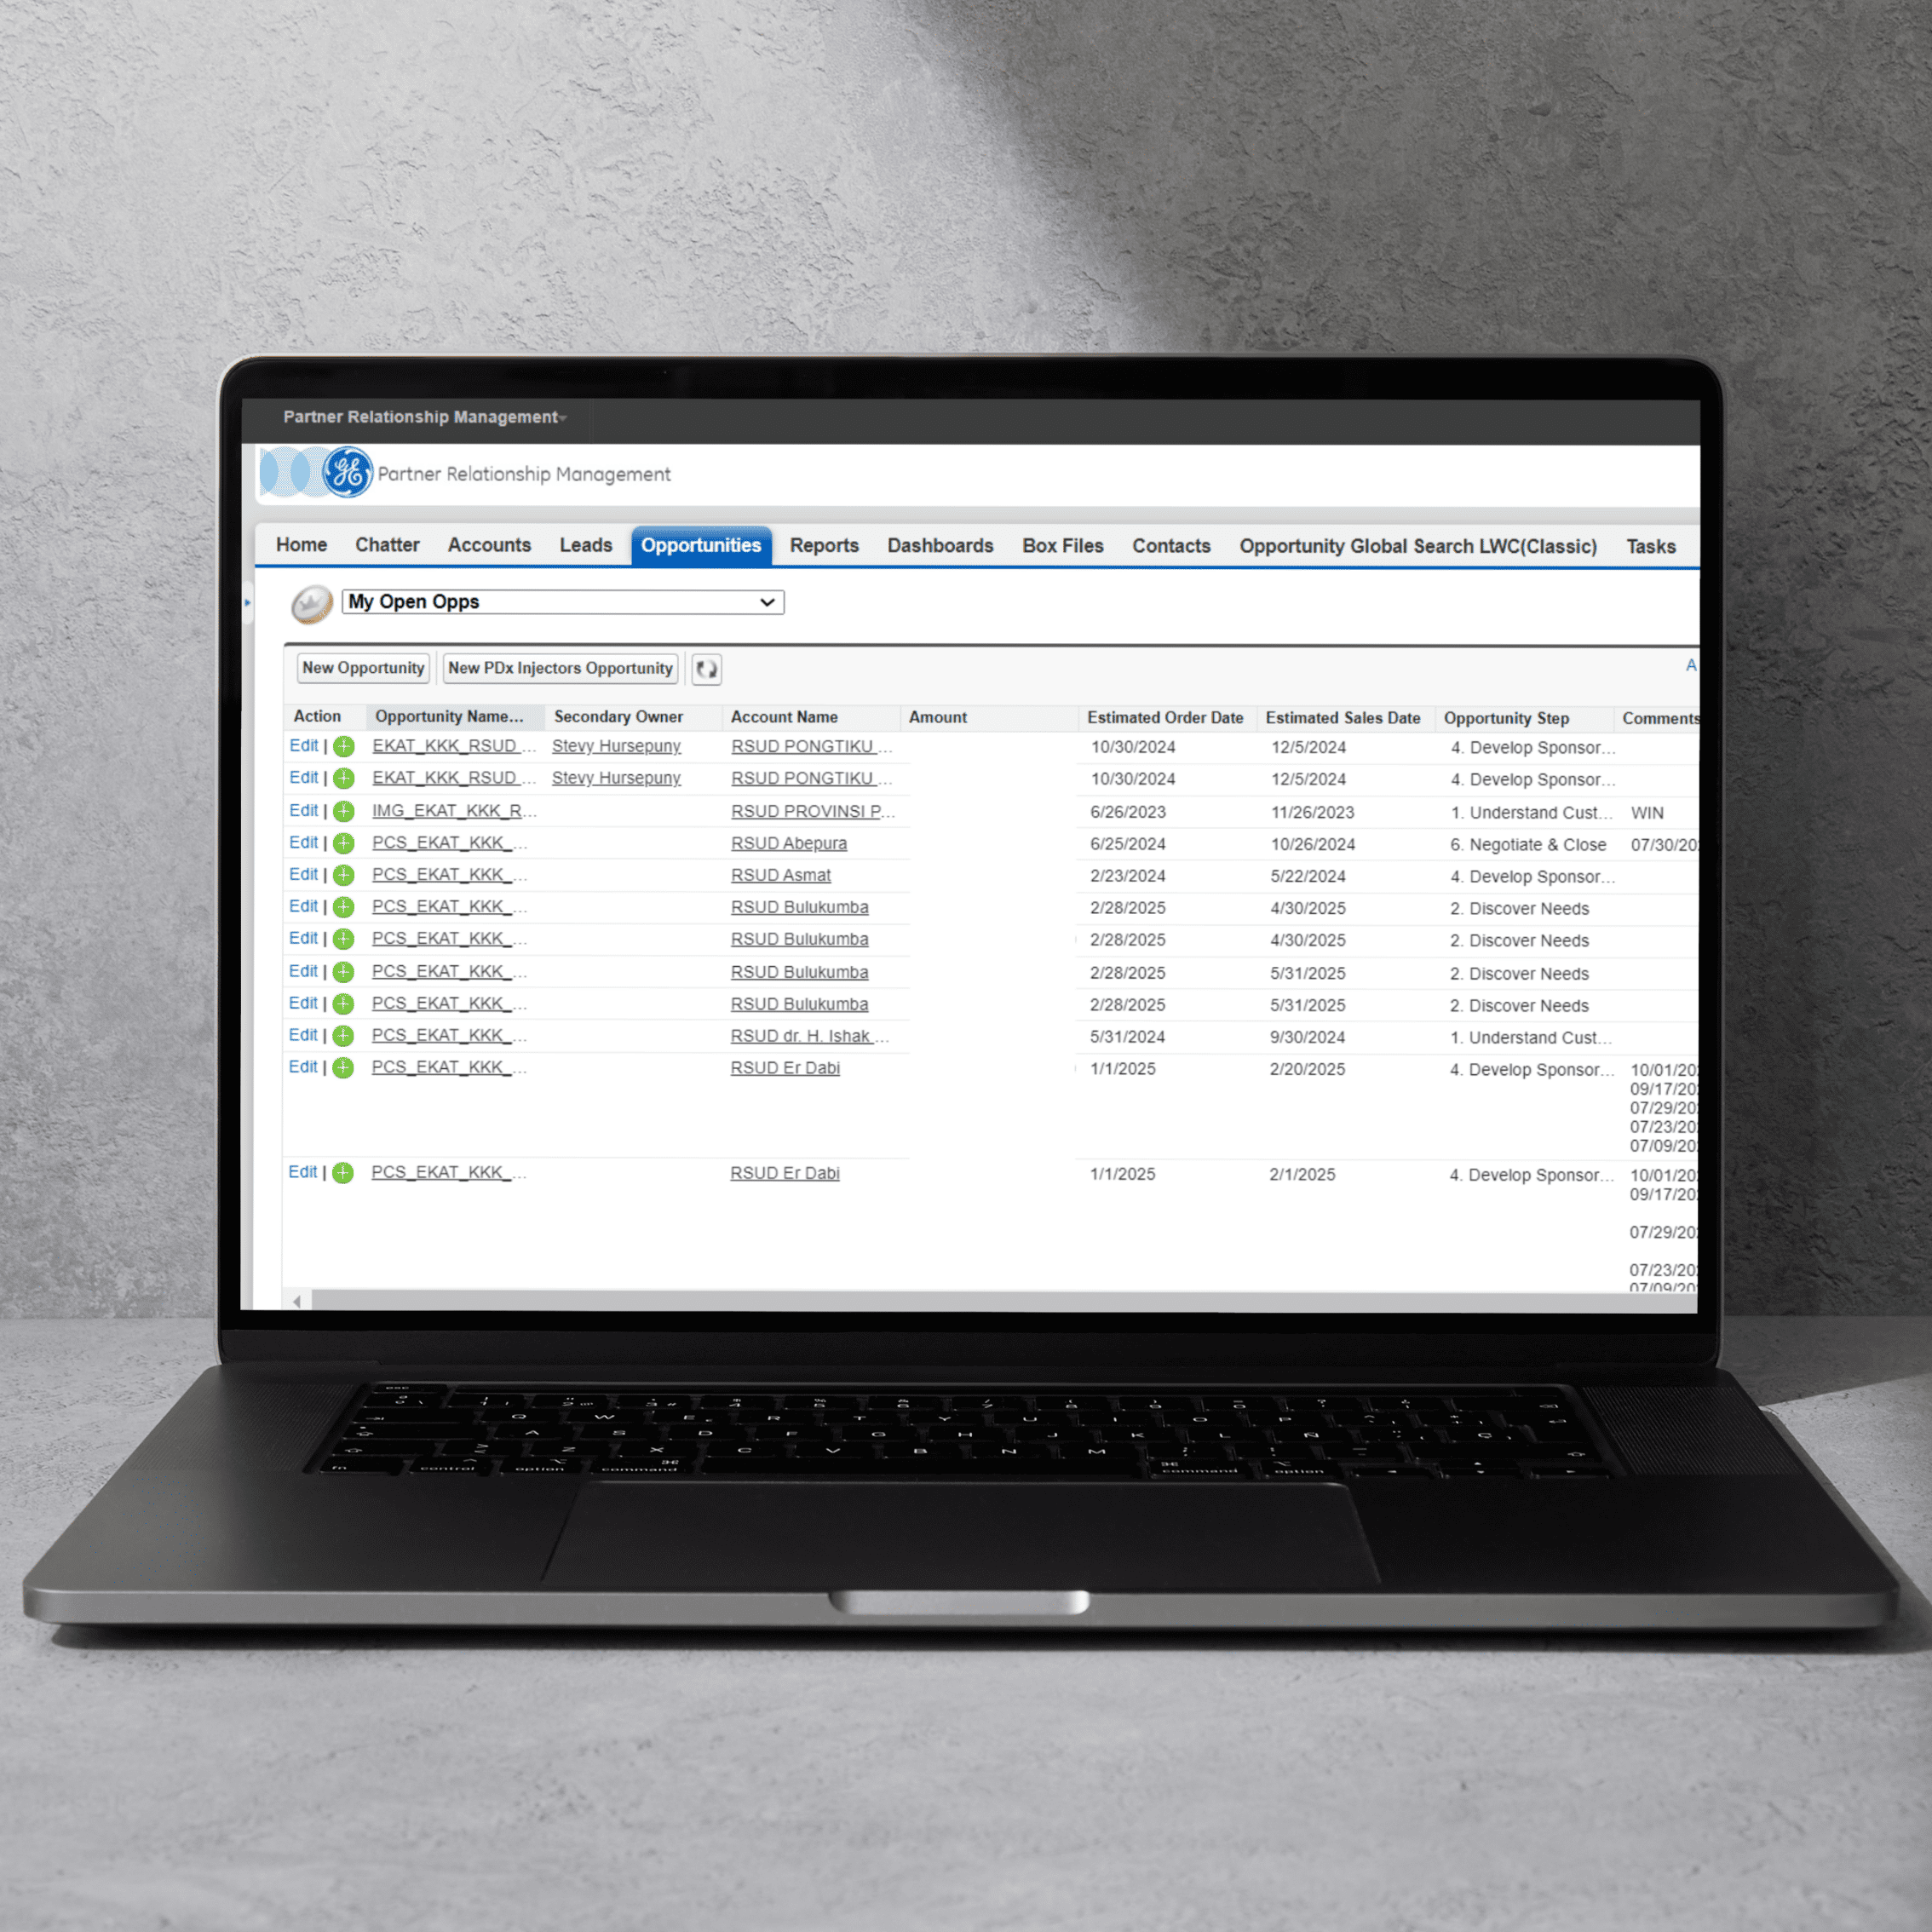 Partner Relationship Management
GE Partner Relationship Management
Home Chatter Accounts Leads Opportunities Reports Dashboards Box Files Contacts Opportunity Global Search LWC(Classic) Tasks
My Open Opps
New Opportunity New PDx Injectors Opportunity A
Action Opportunity Name... Secondary Owner Account Name Amount Estimated Order Date Estimated Sales Date Opportunity Step Comments
Edit | EKAT_KKK_RSUD_... Stevy Hursepuny RSUD PONGTIKU ... 10/30/2024 12/5/2024 4. Develop Sponsor...
Edit | EKAT_KKK_RSUD_... Stevy Hursepuny RSUD PONGTIKU ... 10/30/2024 12/5/2024 4. Develop Sponsor...
Edit | IMG_EKAT_KKK_R... RSUD PROVINSI P... 6/26/2023 11/26/2023 1. Understand Cust... WIN
Edit | PCS_EKAT_KKK_... RSUD Abepura 6/25/2024 10/26/2024 6. Negotiate & Close 07/30/20
Edit | PCS_EKAT_KKK_... RSUD Asmat 2/23/2024 5/22/2024 4. Develop Sponsor...
Edit | PCS_EKAT_KKK_... RSUD Bulukumba 2/28/2025 4/30/2025 2. Discover Needs
Edit | PCS_EKAT_KKK_... RSUD Bulukumba 2/28/2025 4/30/2025 2. Discover Needs
Edit | PCS_EKAT_KKK_... RSUD Bulukumba 2/28/2025 5/31/2025 2. Discover Needs
Edit | PCS_EKAT_KKK_... RSUD Bulukumba 2/28/2025 5/31/2025 2. Discover Needs
Edit | PCS_EKAT_KKK_... RSUD dr. H. Ishak ... 5/31/2024 9/30/2024 1. Understand Cust...
Edit | PCS_EKAT_KKK_... RSUD Er Dabi 1/1/2025 2/20/2025 4. Develop Sponsor... 10/01/20
09/17/20
07/29/20
07/23/20
07/09/20
Edit | PCS_EKAT_KKK_... RSUD Er Dabi 1/1/2025 2/1/2025 4. Develop Sponsor... 10/01/20
09/17/20
07/29/20
07/23/20
07/09/20
esc
Q W E R T Y U I O P
A S D F G H J K L Ñ
Z X C V B N M
fn control option command command option